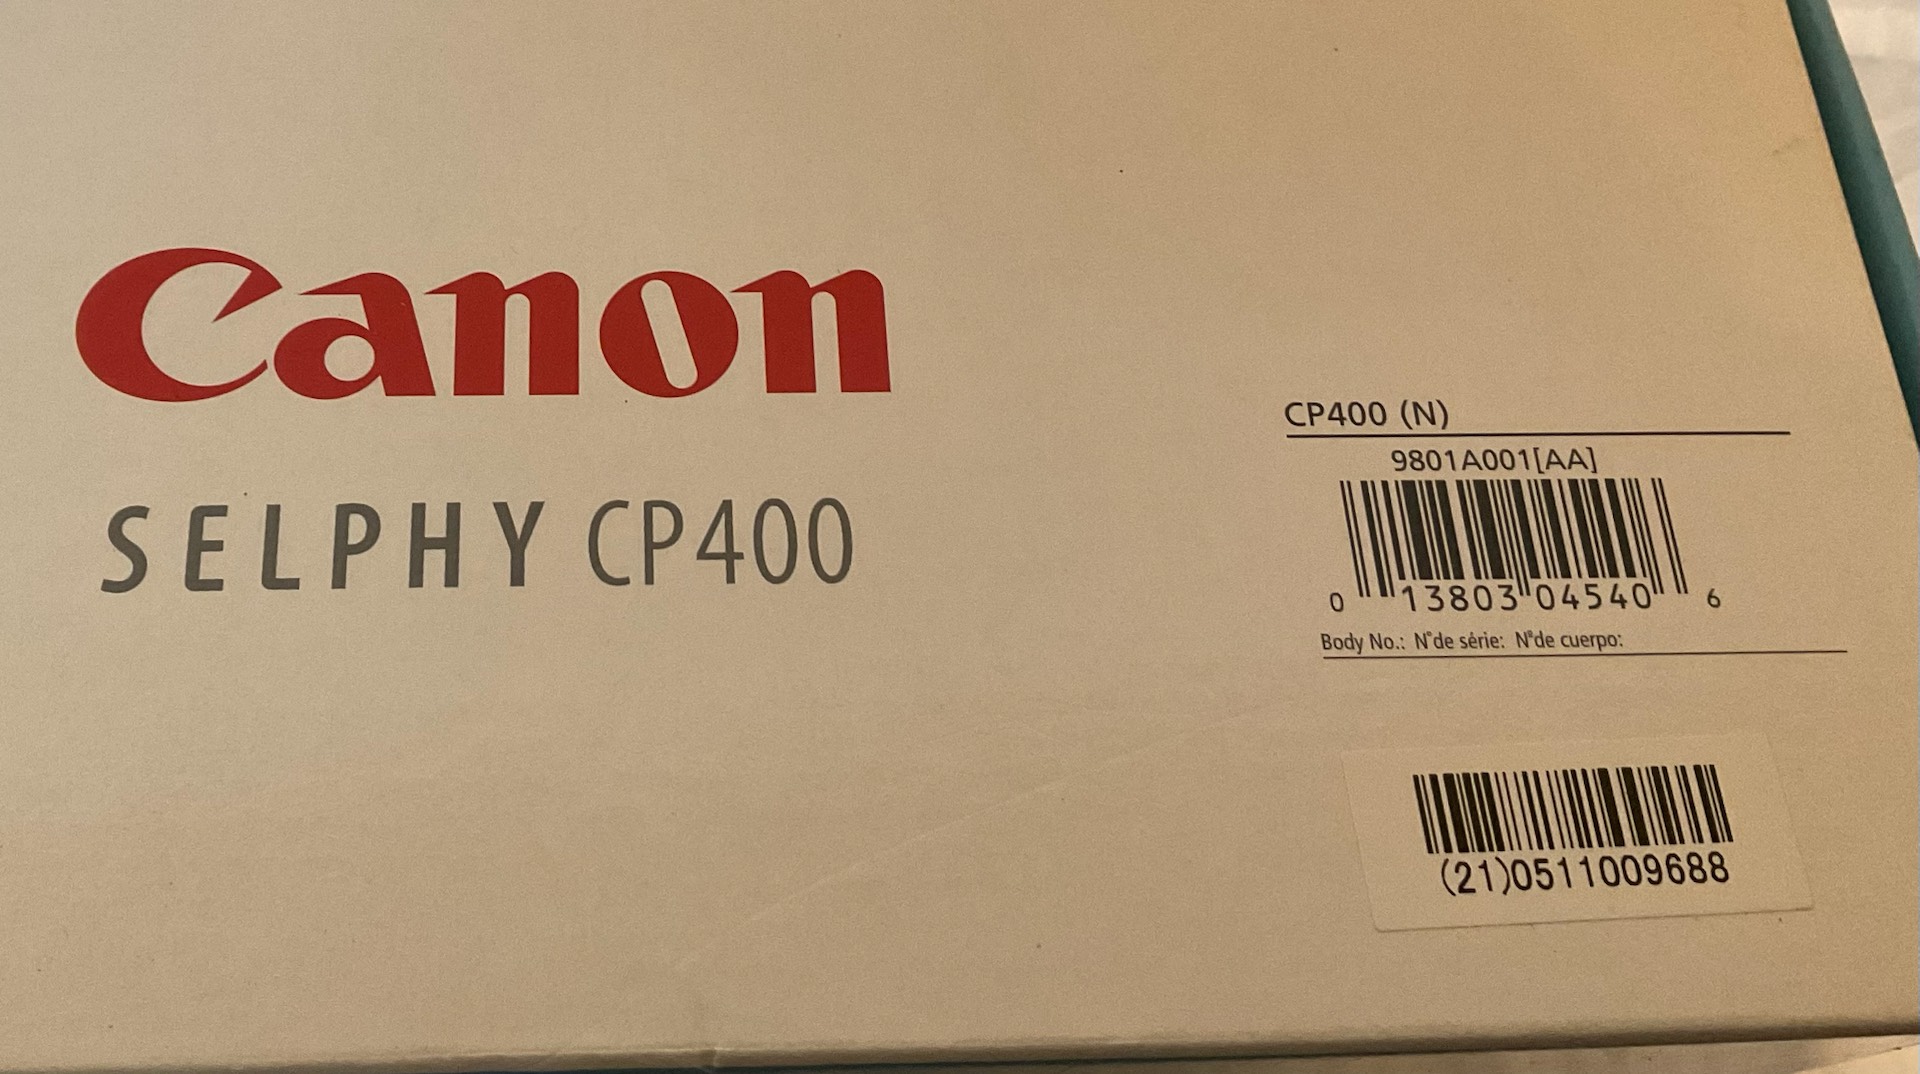 Canon
SELPHY CP400
CP400 (N)
9801A001[AA]
0 13803 04540 6
Body No.: N°de série: N°de cuerpo:
(21)0511009688